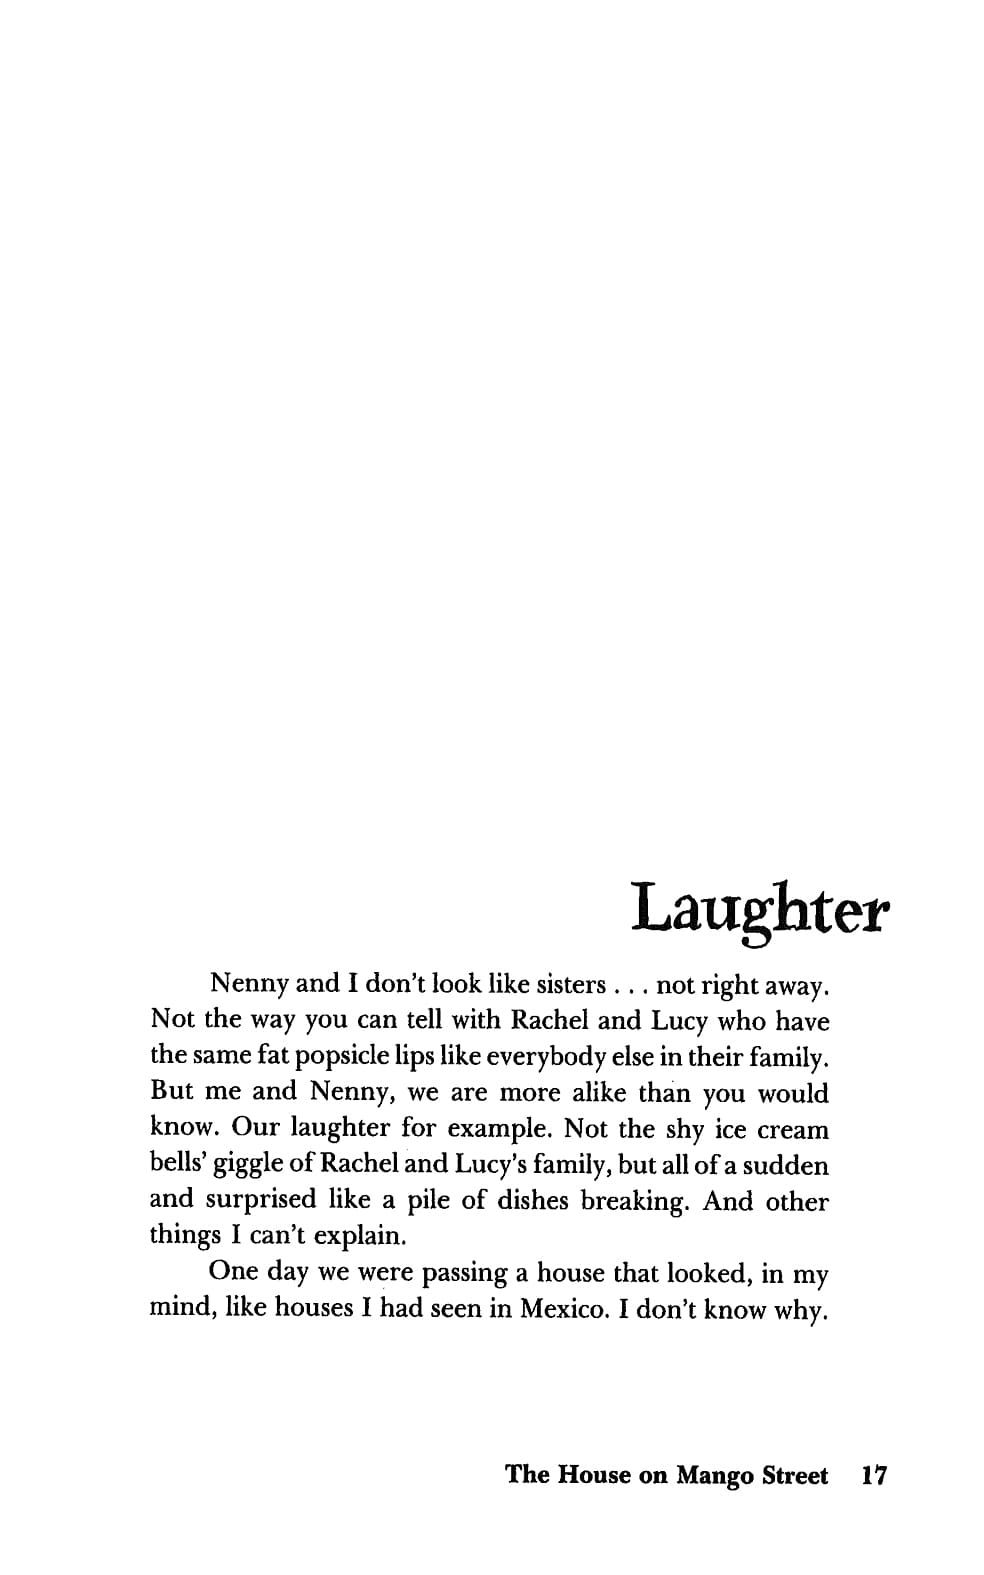 Laughter
Nenny and I don't look like sisters . . . not right away.
Not the way you can tell with Rachel and Lucy who have
the same fat popsicle lips like everybody else in their family.
But me and Nenny, we are more alike than you would
know. Our laughter for example. Not the shy ice cream
bells' giggle of Rachel and Lucy's family, but all of a sudden
and surprised like a pile of dishes breaking. And other
things I can't explain.
One day we were passing a house that looked, in my
mind, like houses I had seen in Mexico. I don't know why.
The House on Mango Street 17